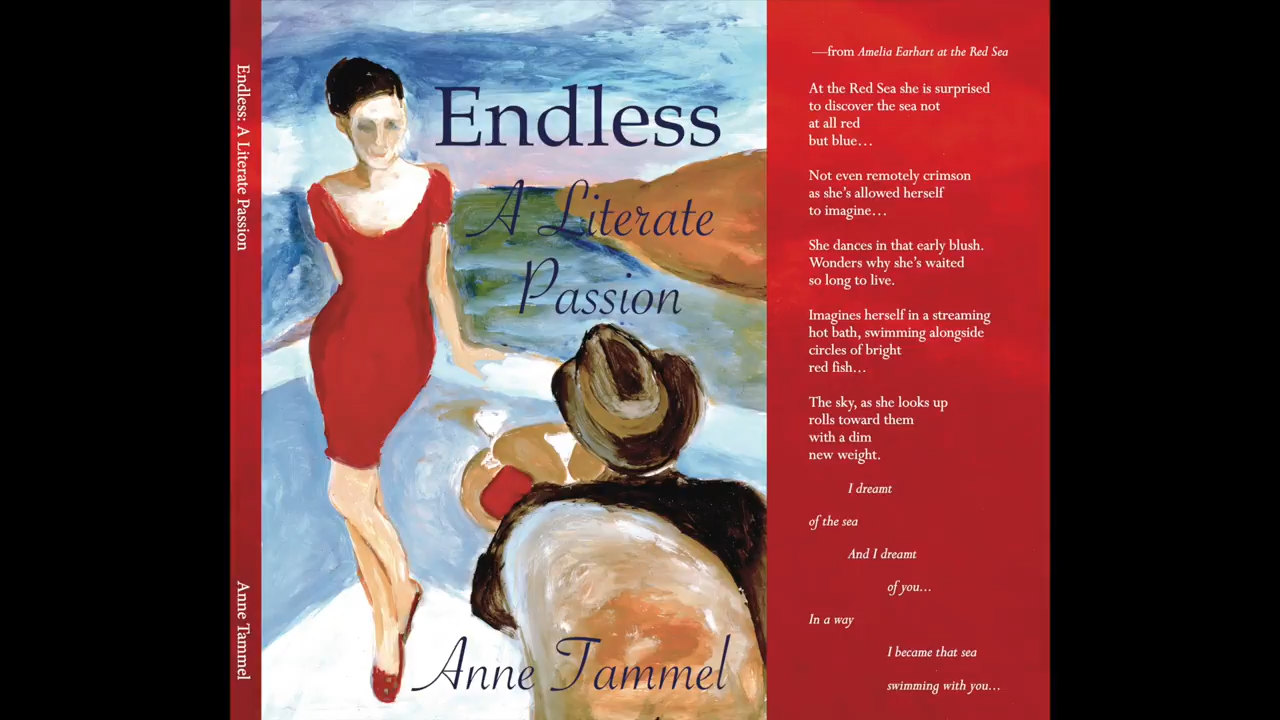 Endless: A Literate Passion
Anne Tammel
Endless
A Literate
Passion
Anne Tammel
—from Amelia Earhart at the Red Sea
At the Red Sea she is surprised
to discover the sea not
at all red
but blue…
Not even remotely crimson
as she’s allowed herself
to imagine…
She dances in that early blush.
Wonders why she’s waited
so long to live.
Imagines herself in a streaming
hot bath, swimming alongside
circles of bright
red fish…
The sky, as she looks up
rolls toward them
with a dim
new weight.
I dreamt
of the sea
And I dreamt
of you…
In a way
I became that sea
swimming with you…